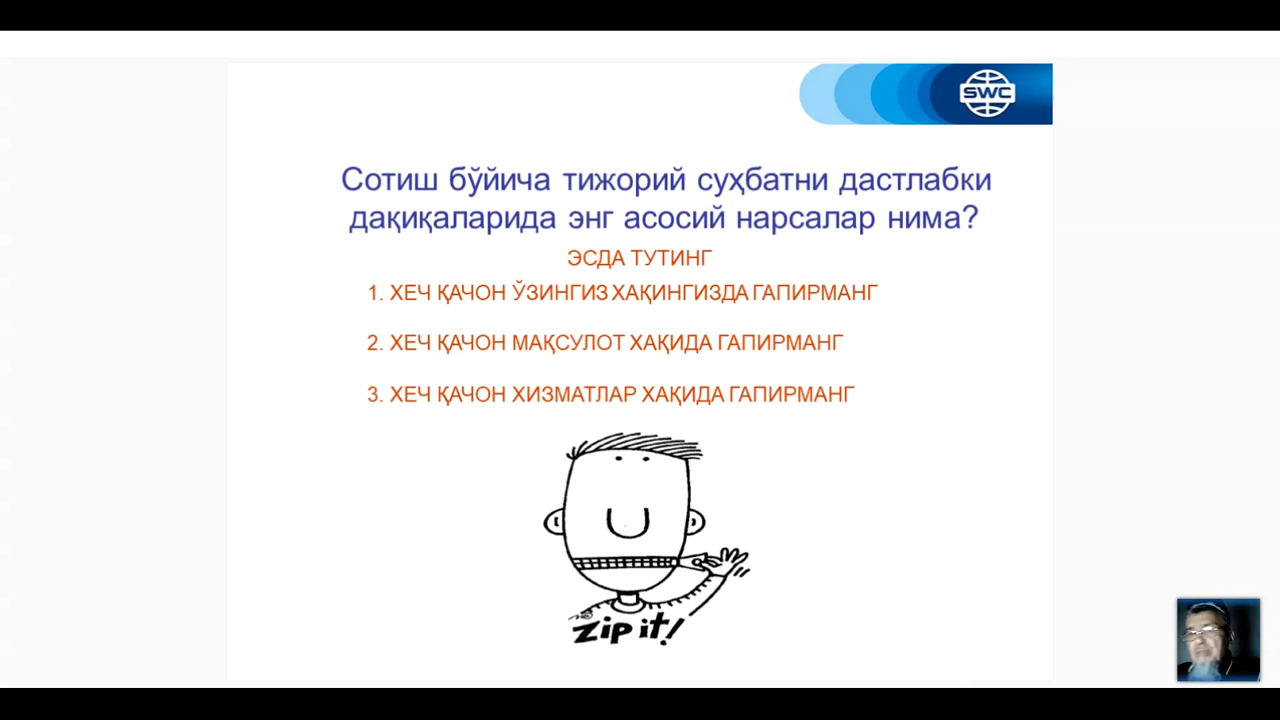 SWC
Сотиш бўйича тижорий суҳбатни дастлабки
дақиқаларида энг асосий нарсалар нима?
ЭСДА ТУТИНГ
1. ХЕЧ ҚАЧОН ЎЗИНГИЗ ХАҚИНГИЗДА ГАПИРМАНГ
2. ХЕЧ ҚАЧОН МАҚСУЛОТ ХАҚИДА ГАПИРМАНГ
3. ХЕЧ ҚАЧОН ХИЗМАТЛАР ХАҚИДА ГАПИРМАНГ
zip it!